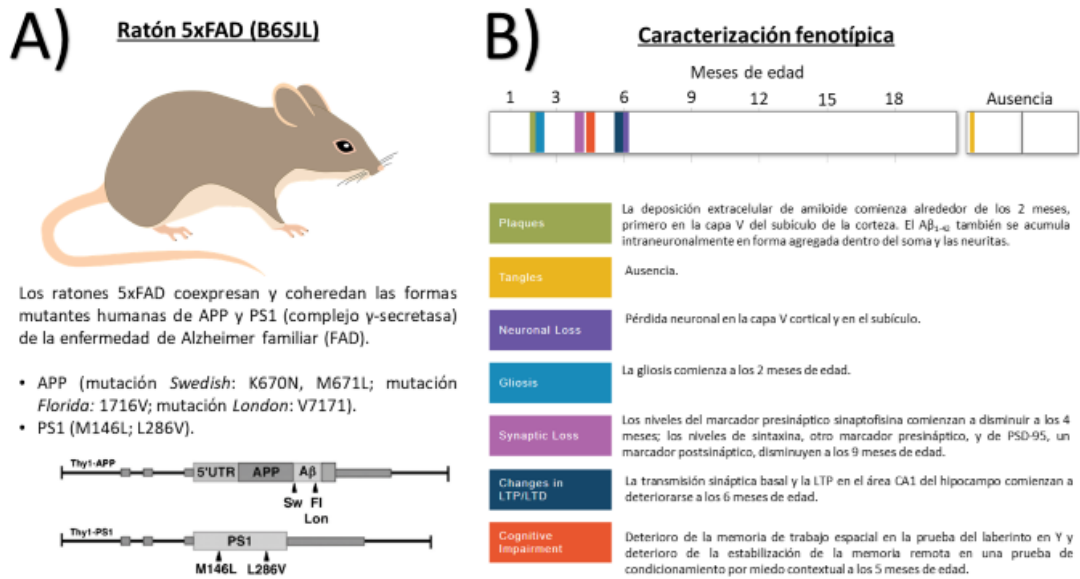 A)
Ratón 5xFAD (B6SJL)
Los ratones 5xFAD coexpresan y coheredan las formas
mutantes humanas de APP y PS1 (complejo γ-secretasa)
de la enfermedad de Alzheimer familiar (FAD).
• APP (mutación Swedish: K670N, M671L; mutación
Florida: 1716V; mutación London: V7171).
• PS1 (M146L; L286V).
Thy1-APP
5'UTR APP Aβ
Sw Fl
Lon
Thy1-PS1
PS1
M146L L286V
B)
Caracterización fenotípica
Meses de edad
1 3 6 9 12 15 18 Ausencia
Plaques
La deposición extracelular de amiloide comienza alrededor de los 2 meses,
primero en la capa V del subículo de la corteza. El Aβ₁₋₄₂ también se acumula
intraneuronalmente en forma agregada dentro del soma y las neuritas.
Tangles
Ausencia.
Neuronal Loss
Pérdida neuronal en la capa V cortical y en el subículo.
Gliosis
La gliosis comienza a los 2 meses de edad.
Synaptic Loss
Los niveles del marcador presináptico sinaptofisina comienzan a disminuir a los 4
meses; los niveles de sintaxina, otro marcador presináptico, y de PSD-95, un
marcador postsináptico, disminuyen a los 9 meses de edad.
Changes in
LTP/LTD
La transmisión sináptica basal y la LTP en el área CA1 del hipocampo comienzan a
deteriorarse a los 6 meses de edad.
Cognitive
Impairment
Deterioro de la memoria de trabajo espacial en la prueba del laberinto en Y y
deterioro de la estabilización de la memoria remota en una prueba de
condicionamiento por miedo contextual a los 5 meses de edad.